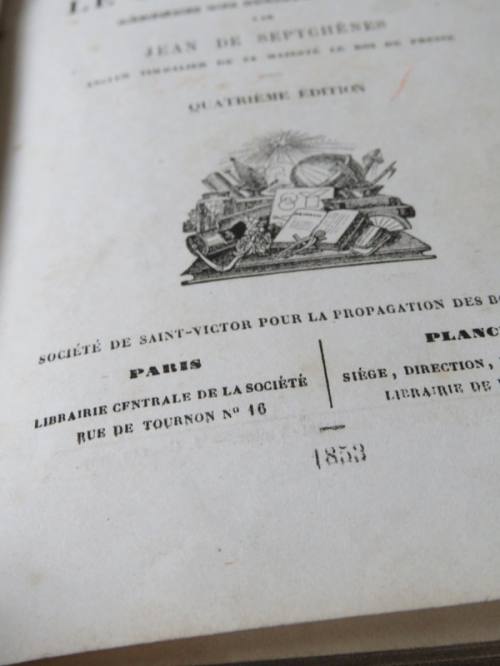 JEAN DE SEPTCHÊNES
QUATRIÈME ÉDITION
SOCIÉTÉ DE SAINT-VICTOR POUR LA PROPAGATION DES
PARIS
LIBRAIRIE CENTRALE DE LA SOCIÉTÉ
RUE DE TOURNON Nº 16
PLANC
SIÈGE, DIRECTION,
LIBRAIRIE DE
1853